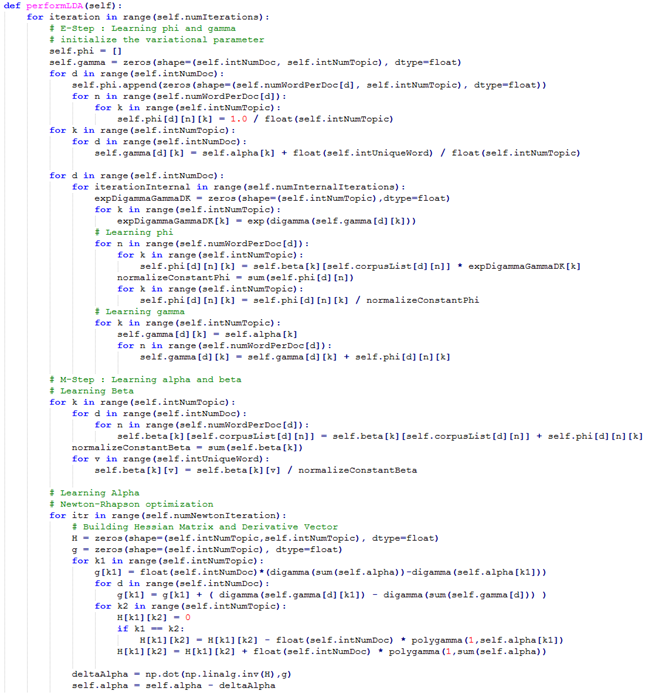 def performLDA(self):
    for iteration in range(self.numIterations):
        # E-Step : Learning phi and gamma
        # initialize the variational parameter
        self.phi = []
        self.gamma = zeros(shape=(self.intNumDoc, self.intNumTopic), dtype=float)
        for d in range(self.intNumDoc):
            self.phi.append(zeros(shape=(self.numWordPerDoc[d], self.intNumTopic), dtype=float))
            for n in range(self.numWordPerDoc[d]):
                for k in range(self.intNumTopic):
                    self.phi[d][n][k] = 1.0 / float(self.intNumTopic)
        for k in range(self.intNumTopic):
            for d in range(self.intNumDoc):
                self.gamma[d][k] = self.alpha[k] + float(self.intUniqueWord) / float(self.intNumTopic)

        for d in range(self.intNumDoc):
            for iterationInternal in range(self.numInternalIterations):
                expDigammaGammaDK = zeros(shape=(self.intNumTopic),dtype=float)
                for k in range(self.intNumTopic):
                    expDigammaGammaDK[k] = exp(digamma(self.gamma[d][k]))
                # Learning phi
                for n in range(self.numWordPerDoc[d]):
                    for k in range(self.intNumTopic):
                        self.phi[d][n][k] = self.beta[k][self.corpusList[d][n]] * expDigammaGammaDK[k]
                    normalizeConstantPhi = sum(self.phi[d][n])
                    for k in range(self.intNumTopic):
                        self.phi[d][n][k] = self.phi[d][n][k] / normalizeConstantPhi
                # Learning gamma
                for k in range(self.intNumTopic):
                    self.gamma[d][k] = self.alpha[k]
                    for n in range(self.numWordPerDoc[d]):
                        self.gamma[d][k] = self.gamma[d][k] + self.phi[d][n][k]

        # M-Step : Learning alpha and beta
        # Learning Beta
        for k in range(self.intNumTopic):
            for d in range(self.intNumDoc):
                for n in range(self.numWordPerDoc[d]):
                    self.beta[k][self.corpusList[d][n]] = self.beta[k][self.corpusList[d][n]] + self.phi[d][n][k]
            normalizeConstantBeta = sum(self.beta[k])
            for v in range(self.intUniqueWord):
                self.beta[k][v] = self.beta[k][v] / normalizeConstantBeta

        # Learning Alpha
        # Newton-Rhapson optimization
        for itr in range(self.numNewtonIteration):
            # Building Hessian Matrix and Derivative Vector
            H = zeros(shape=(self.intNumTopic,self.intNumTopic), dtype=float)
            g = zeros(shape=(self.intNumTopic), dtype=float)
            for k1 in range(self.intNumTopic):
                g[k1] = float(self.intNumDoc)*(digamma(sum(self.alpha))-digamma(self.alpha[k1]))
                for d in range(self.intNumDoc):
                    g[k1] = g[k1] + ( digamma(self.gamma[d][k1]) - digamma(sum(self.gamma[d])) )
                for k2 in range(self.intNumTopic):
                    H[k1][k2] = 0
                    if k1 == k2:
                        H[k1][k2] = H[k1][k2] - float(self.intNumDoc) * polygamma(1,self.alpha[k1])
                    H[k1][k2] = H[k1][k2] + float(self.intNumDoc) * polygamma(1,sum(self.alpha))

            deltaAlpha = np.dot(np.linalg.inv(H),g)
            self.alpha = self.alpha - deltaAlpha